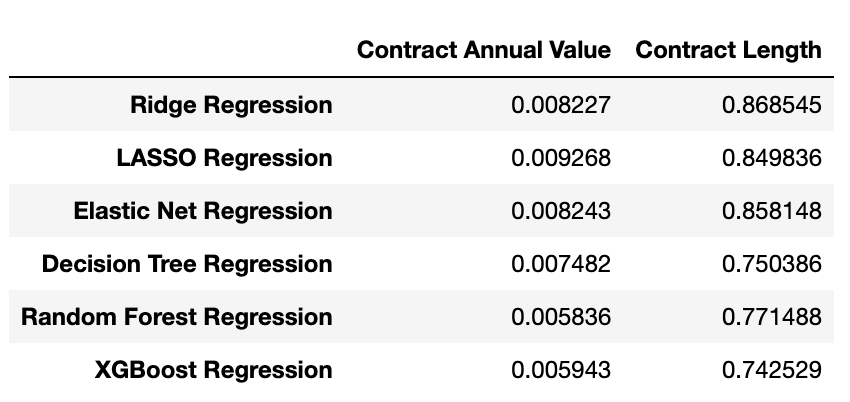 Contract Annual Value Contract Length
Ridge Regression 0.008227 0.868545
LASSO Regression 0.009268 0.849836
Elastic Net Regression 0.008243 0.858148
Decision Tree Regression 0.007482 0.750386
Random Forest Regression 0.005836 0.771488
XGBoost Regression 0.005943 0.742529